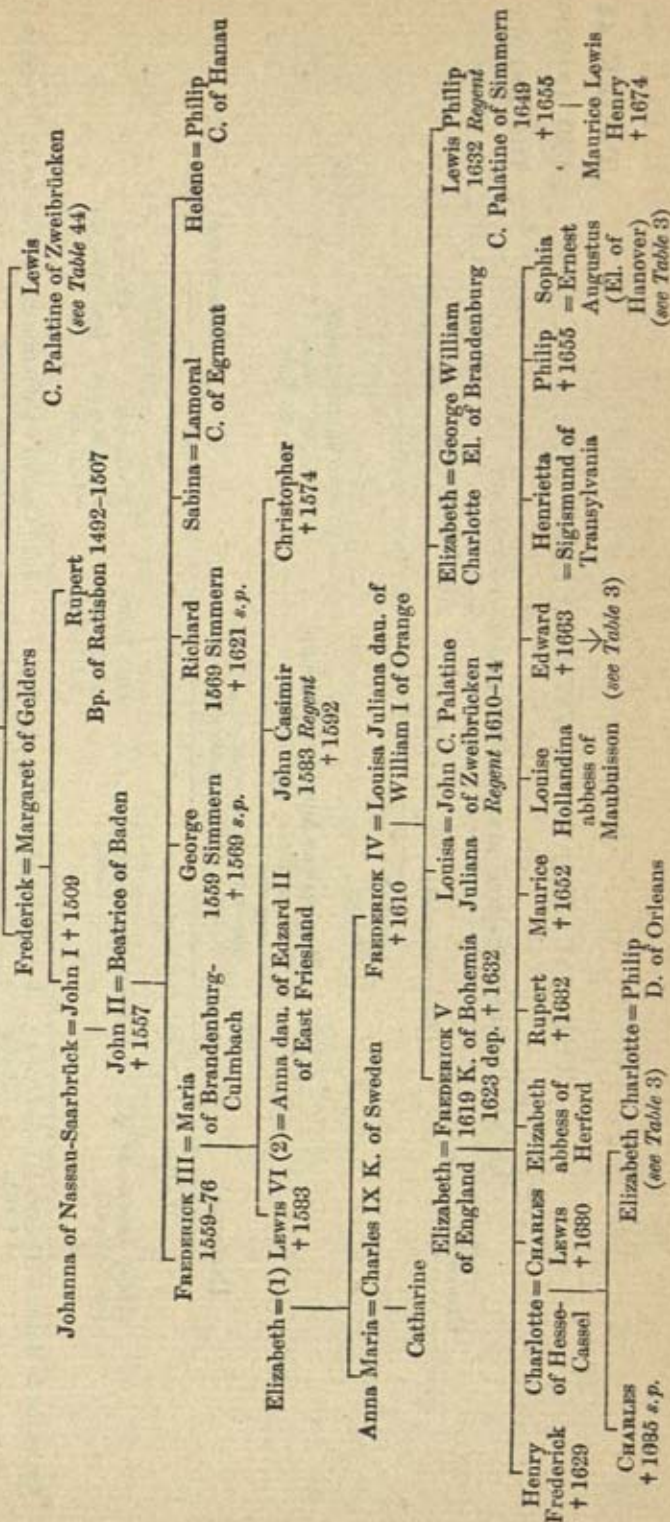 Frederick = Margaret of Gelders
Lewis
C. Palatine of Zweibrücken
(see Table 44)
Johanna of Nassau-Saarbrück = John I † 1509
Rupert
Bp. of Ratisbon 1492–1507
John II = Beatrice of Baden
† 1557
FREDERICK III = Maria
1559–76
of Brandenburg-
Culmbach
George
1559 Simmern
† 1569 s.p.
Richard
1569 Simmern
† 1621 s.p.
Sabina = Lamoral
C. of Egmont
Helene = Philip
C. of Hanau
Elizabeth = (1) LEWIS VI (2) = Anna dau. of Edzard II
† 1583
of East Friesland
John Casimir
1583 Regent
† 1592
Christopher
† 1574
Anna Maria = Charles IX K. of Sweden
Catharine
FREDERICK IV = Louisa Juliana dau. of
† 1610
William I of Orange
Elizabeth = FREDERICK V
of England
1619 K. of Bohemia
1623 dep. † 1632
Louisa = John C. Palatine
Juliana
of Zweibrücken
Regent 1610–14
Elizabeth = George William
Charlotte
El. of Brandenburg
Lewis Philip
1632 Regent
C. Palatine of Simmern
1649
† 1655
Maurice Lewis
Henry
† 1674
Henry
Frederick
† 1629
Charlotte = CHARLES
of Hesse-
Cassel
LEWIS
† 1680
Elizabeth
abbess of
Herford
Rupert
† 1682
Maurice
† 1652
Louise
Hollandina
abbess of
Maubuisson
Edward
† 1663
(see Table 3)
Henrietta
= Sigismund of
Transylvania
Philip
† 1655
Sophia
= Ernest
Augustus
(El. of
Hanover)
(see Table 3)
CHARLES
† 1685 s.p.
Elizabeth Charlotte = Philip
(see Table 3)
D. of Orleans